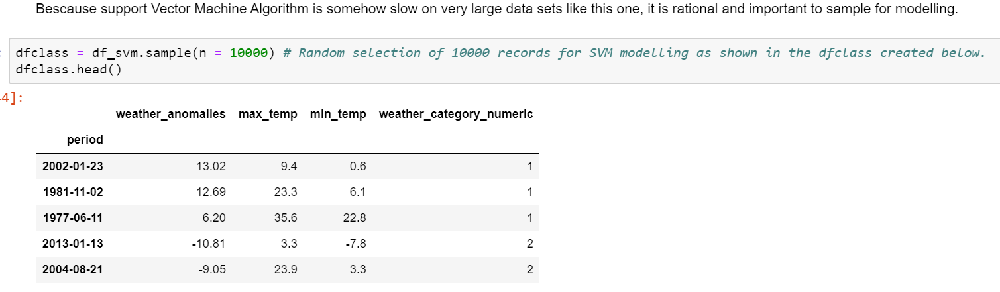 Bescause support Vector Machine Algorithm is somehow slow on very large data sets like this one, it is rational and important to sample for modelling.
dfclass = df_svm.sample(n = 10000) # Random selection of 10000 records for SVM modelling as shown in the dfclass created below.
dfclass.head()
4]:
weather_anomalies max_temp min_temp weather_category_numeric
period
2002-01-23 13.02 9.4 0.6 1
1981-11-02 12.69 23.3 6.1 1
1977-06-11 6.20 35.6 22.8 1
2013-01-13 -10.81 3.3 -7.8 2
2004-08-21 -9.05 23.9 3.3 2